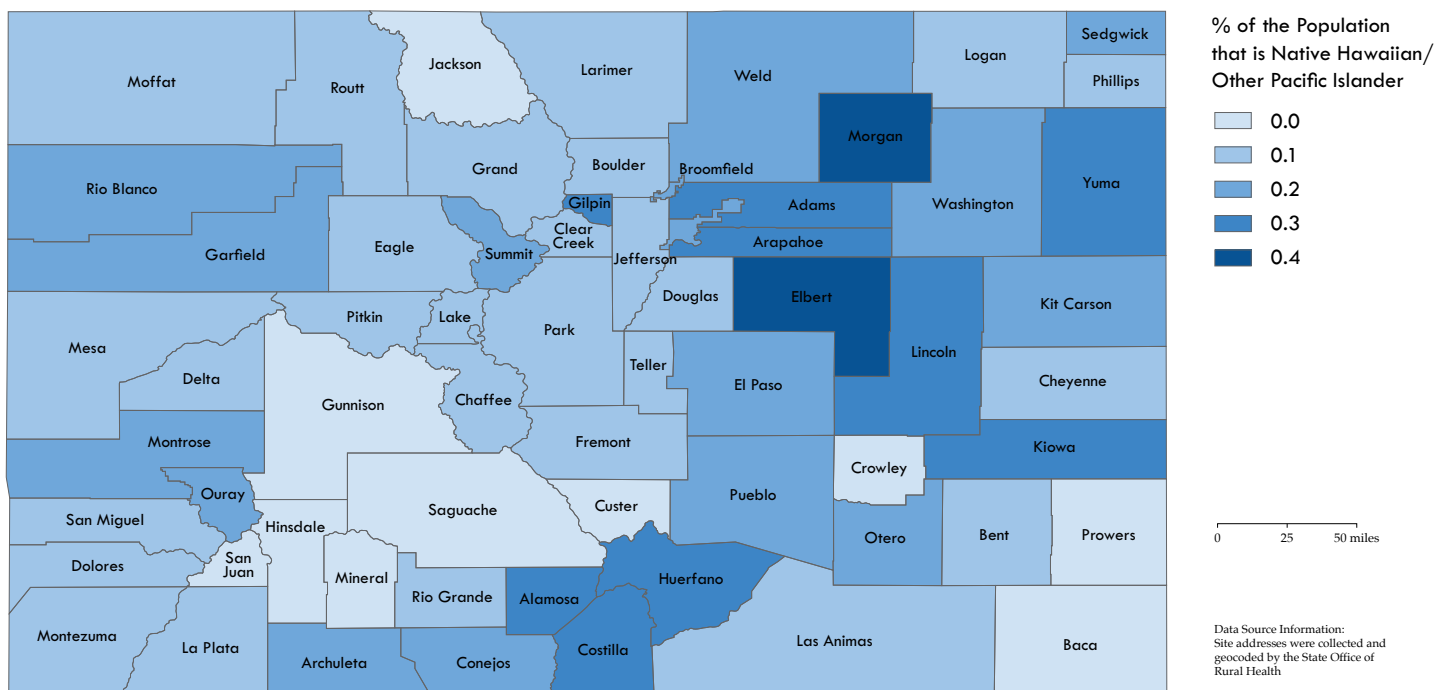 Jackson
Larimer
Moffat
Routt
Weld
Logan
Sedgwick
Phillips
Morgan
Grand
Boulder
Broomfield
Yuma
Rio Blanco
Gilpin
Adams
Washington
Clear
Creek
Eagle
Arapahoe
Garfield
Summit
Jefferson
Elbert
Douglas
Kit Carson
Pitkin
Lake
Park
Mesa
Lincoln
Teller
Delta
El Paso
Cheyenne
Gunnison
Chaffee
Montrose
Fremont
Kiowa
Crowley
Ouray
Pueblo
Saguache
Custer
San Miguel
Hinsdale
Otero
Bent
Prowers
San
Juan
Dolores
Mineral
Huerfano
Rio Grande
Alamosa
Montezuma
La Plata
Las Animas
Costilla
Baca
Archuleta
Conejos
% of the Population
that is Native Hawaiian/
Other Pacific Islander
0.0
0.1
0.2
0.3
0.4
0 25 50 miles
Data Source Information:
Site addresses were collected and
geocoded by the State Office of
Rural Health